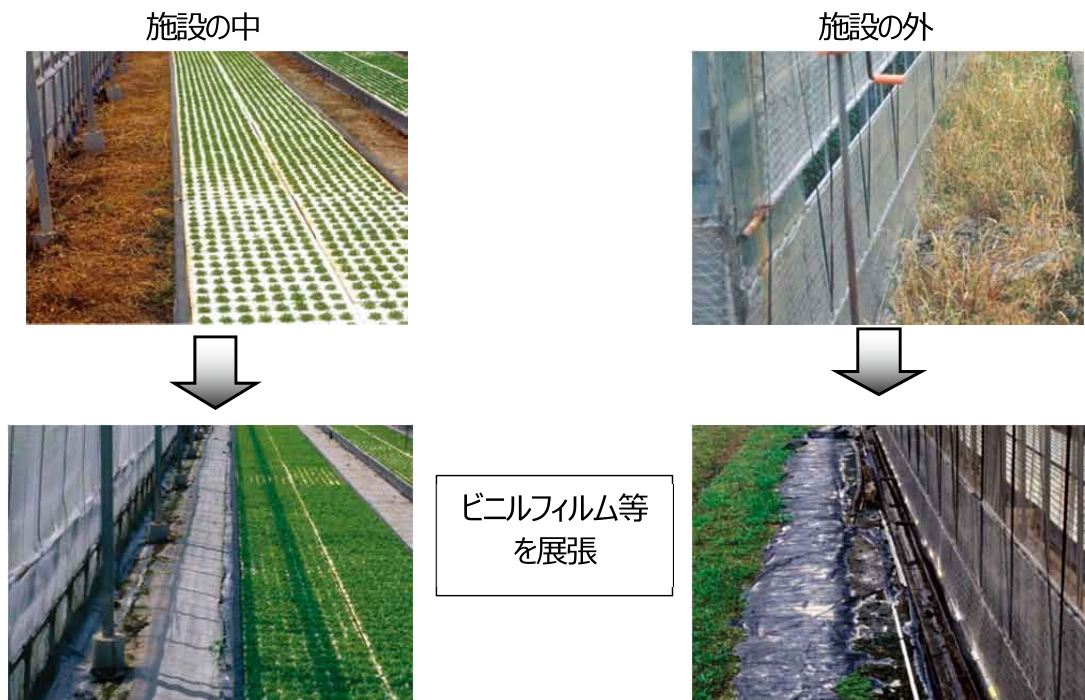 施設の中
施設の外
ビニルフィルム等
を展張